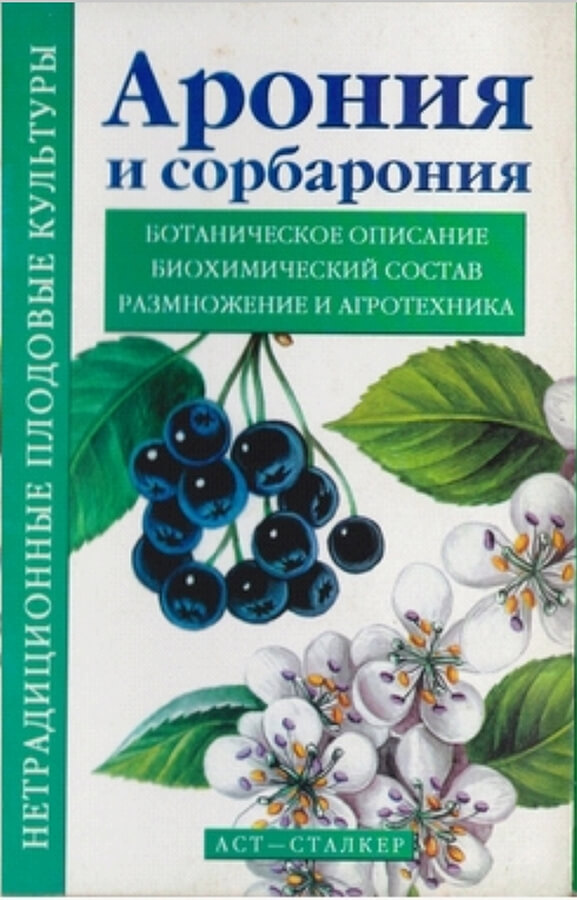 НЕТРАДИЦИОННЫЕ ПЛОДОВЫЕ КУЛЬТУРЫ
Арония
и сорбарония
БОТАНИЧЕСКОЕ ОПИСАНИЕ
БИОХИМИЧЕСКИЙ СОСТАВ
РАЗМНОЖЕНИЕ И АГРОТЕХНИКА
АСТ—СТАЛКЕР